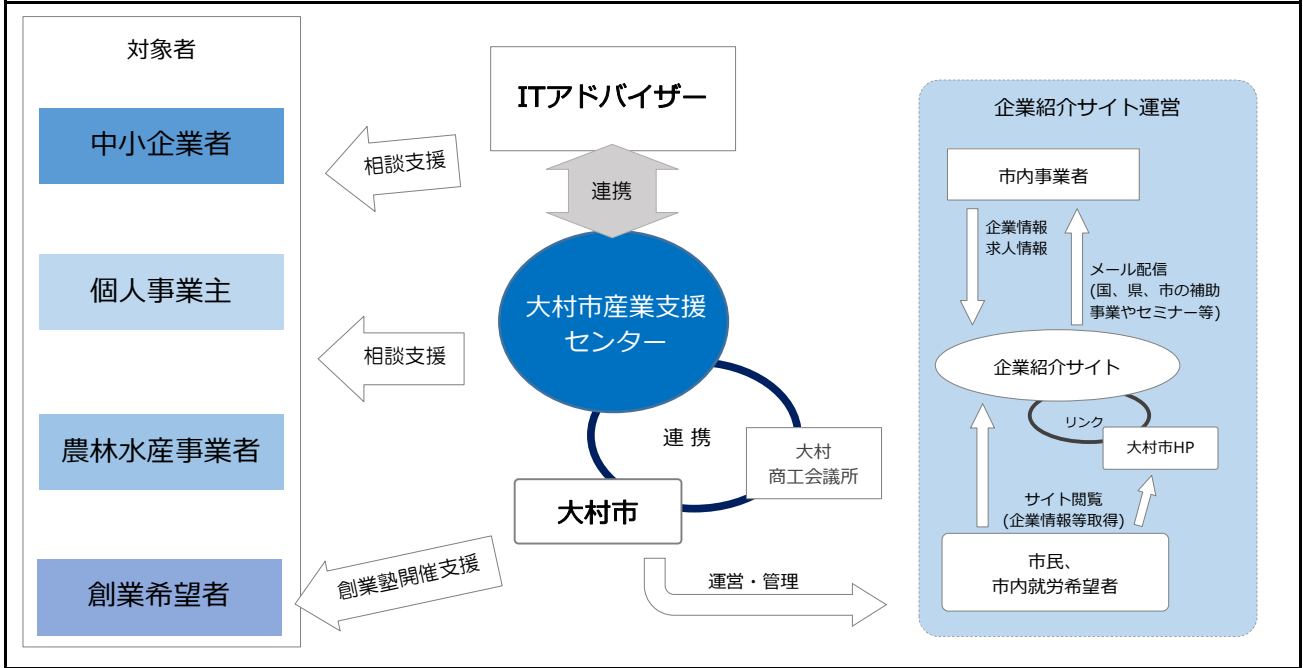 対象者
中小企業者
個人事業主
農林水産事業者
創業希望者
相談支援
相談支援
創業塾開催支援
ITアドバイザー
連携
大村市産業支援
センター
連 携
大村
商工会議所
大村市
運営・管理
企業紹介サイト運営
市内事業者
企業情報
求人情報
メール配信
(国、県、市の補助
事業やセミナー等)
企業紹介サイト
リンク
大村市HP
サイト閲覧
(企業情報等取得)
市民、
市内就労希望者